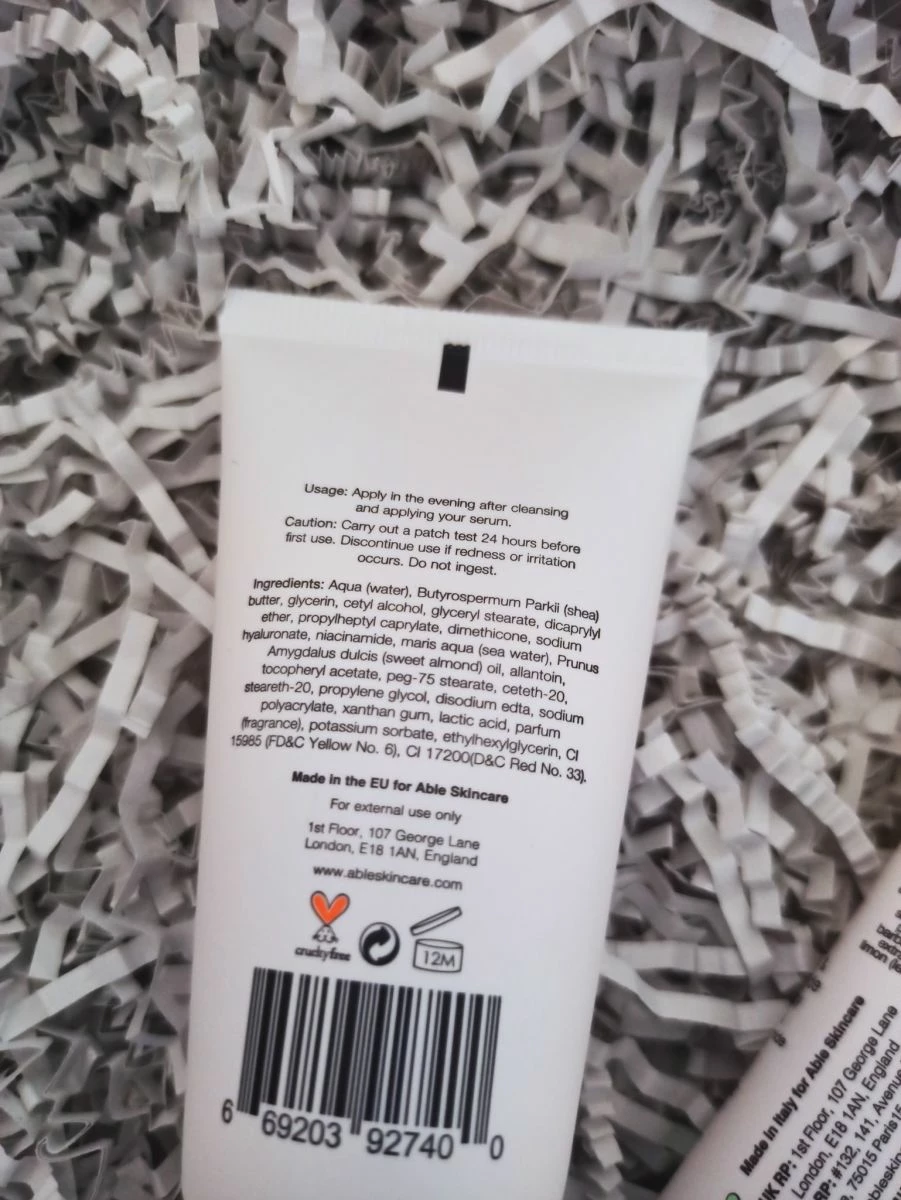 Usage: Apply in the evening after cleansing
and applying your serum.
Caution: Carry out a patch test 24 hours before
first use. Discontinue use if redness or irritation
occurs. Do not ingest.
Ingredients: Aqua (water), Butyrospermum Parkii (shea)
butter, glycerin, cetyl alcohol, glyceryl stearate, dicaprylyl
ether, propylheptyl caprylate, dimethicone, sodium
hyaluronate, niacinamide, maris aqua (sea water), Prunus
Amygdalus dulcis (sweet almond) oil, allantoin,
tocopheryl acetate, peg-75 stearate, ceteth-20,
steareth-20, propylene glycol, disodium edta, sodium
polyacrylate, xanthan gum, lactic acid, parfum
(fragrance), potassium sorbate, ethylhexylglycerin, CI
15985 (FD&C Yellow No. 6), CI 17200(D&C Red No. 33).
Made in the EU for Able Skincare
For external use only
1st Floor, 107 George Lane
London, E18 1AN, England
www.ableskincare.com
crueltyfree
12M
6 69203 92740 0
Made in Italy for Able Skincare
RP: 1st Floor, 107 George Lane
London, E18 1AN, England
#132, 141, Avenue
75015 Paris